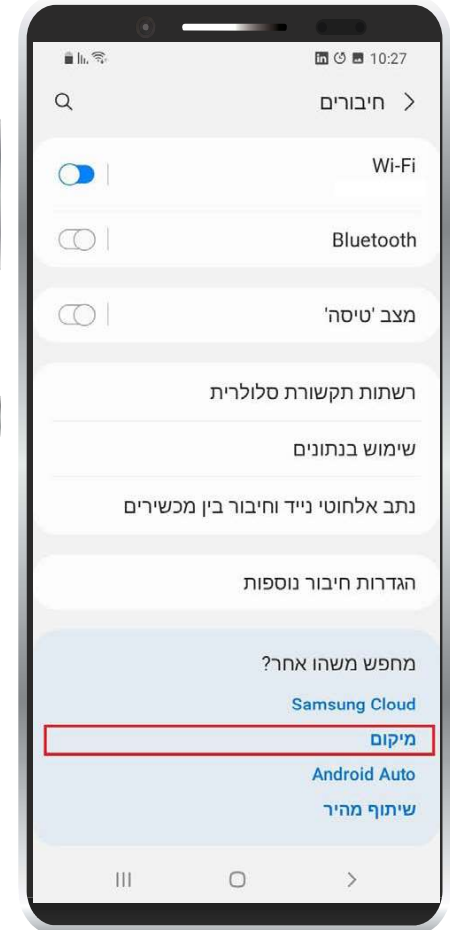 10:27
חיבורים
Wi-Fi
Bluetooth
מצב 'טיסה'
רשתות תקשורת סלולרית
שימוש בנתונים
נתב אלחוטי נייד וחיבור בין מכשירים
הגדרות חיבור נוספות
מחפש משהו אחר?
Samsung Cloud
מיקום
Android Auto
שיתוף מהיר